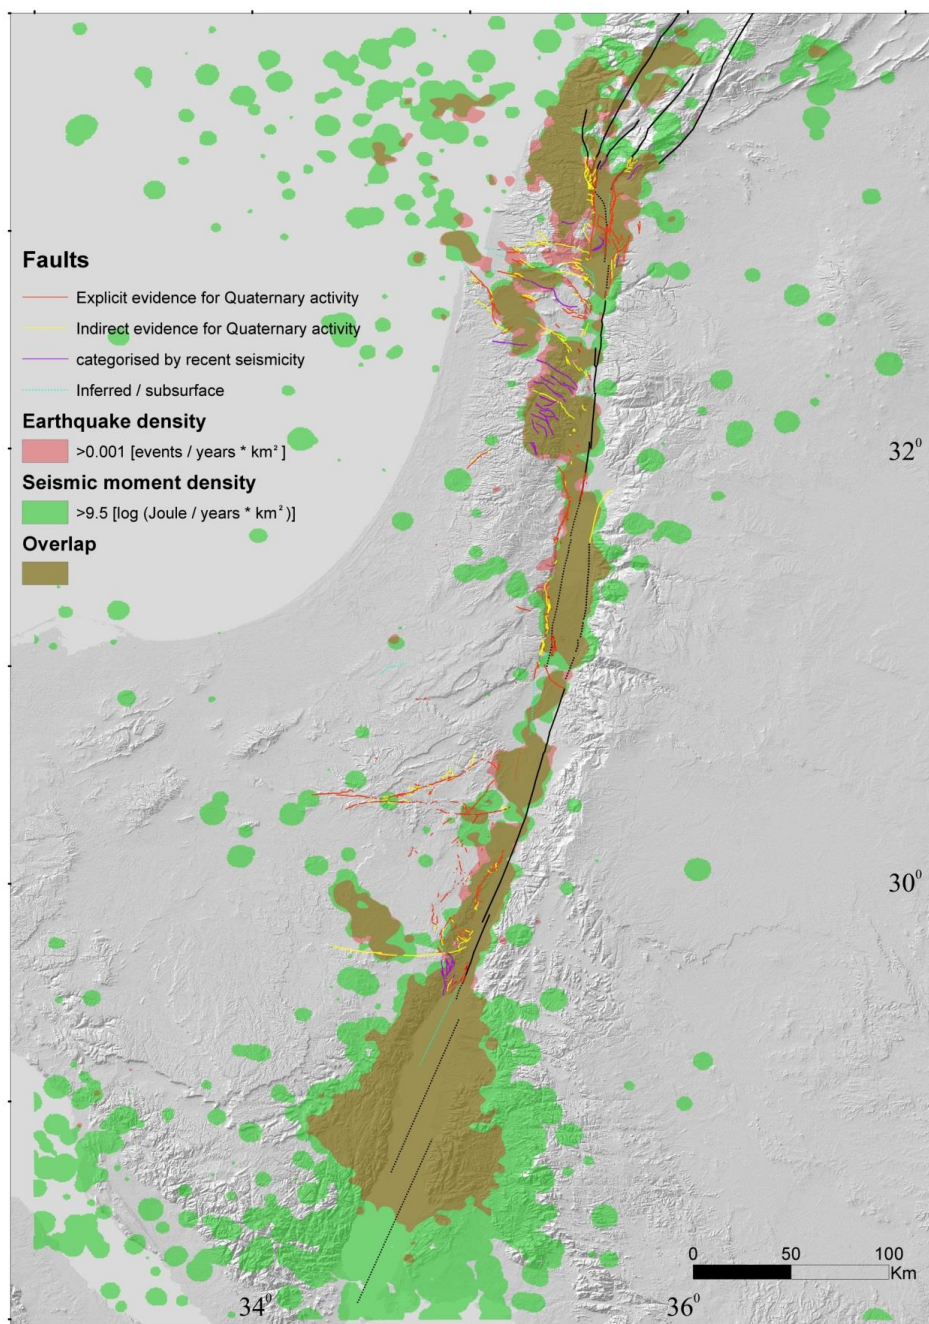 Faults
Explicit evidence for Quaternary activity
Indirect evidence for Quaternary activity
categorised by recent seismicity
Inferred / subsurface
Earthquake density
>0.001 [events / years * km²]
Seismic moment density
>9.5 [log (Joule / years * km²)]
Overlap
32⁰
30⁰
0 50 100
Km
34⁰ 36⁰